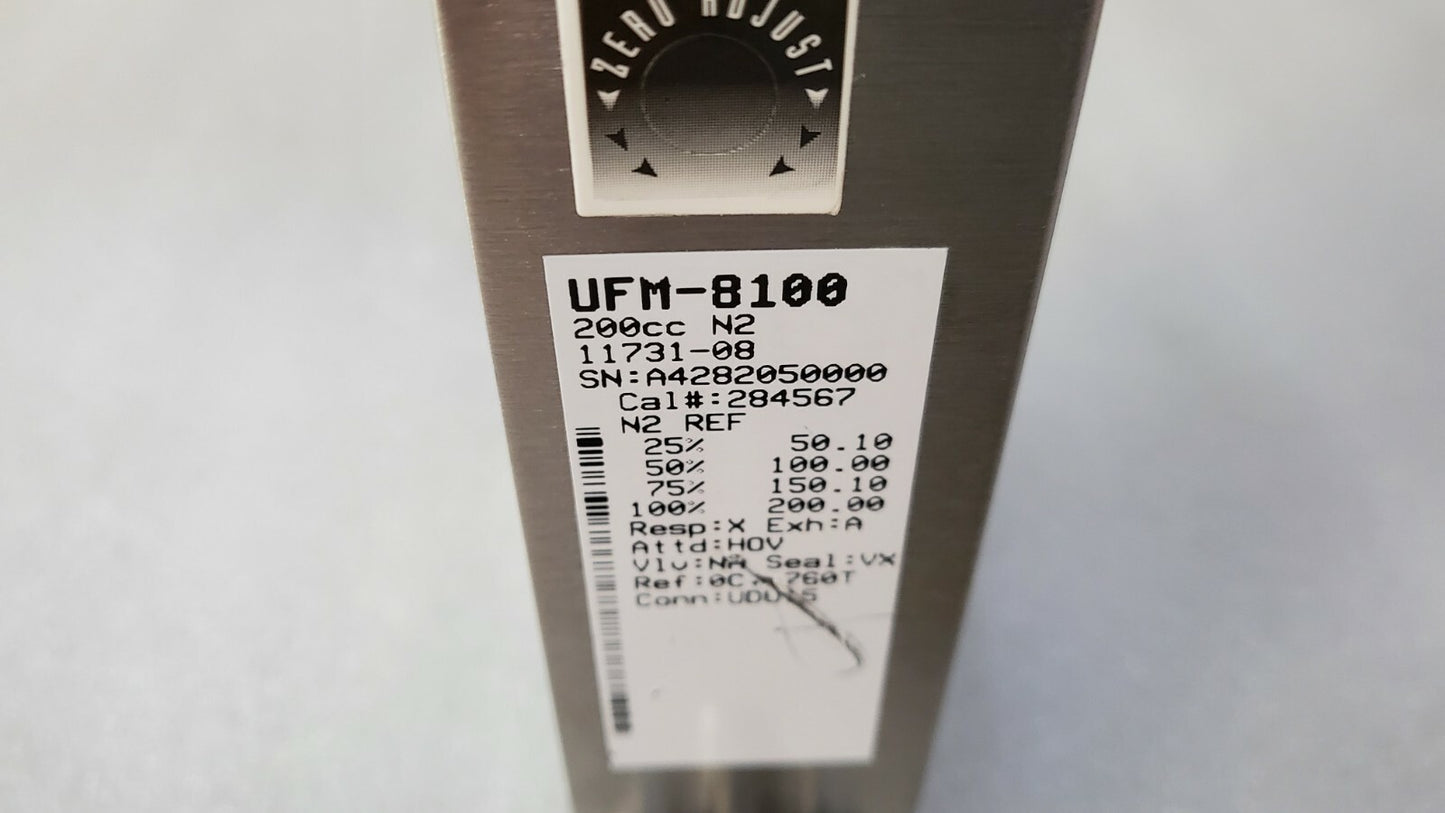 ZERO ADJUST
UFM-8100
200cc N2
11731-08
SN:A4282050000
Cal#:284567
N2 REF
25% 50.10
50% 100.00
75% 150.10
100% 200.00
Resp:X Exh:A
Attd:HOV
Vlv:NA Seal:VX
Ref:0C, 760T